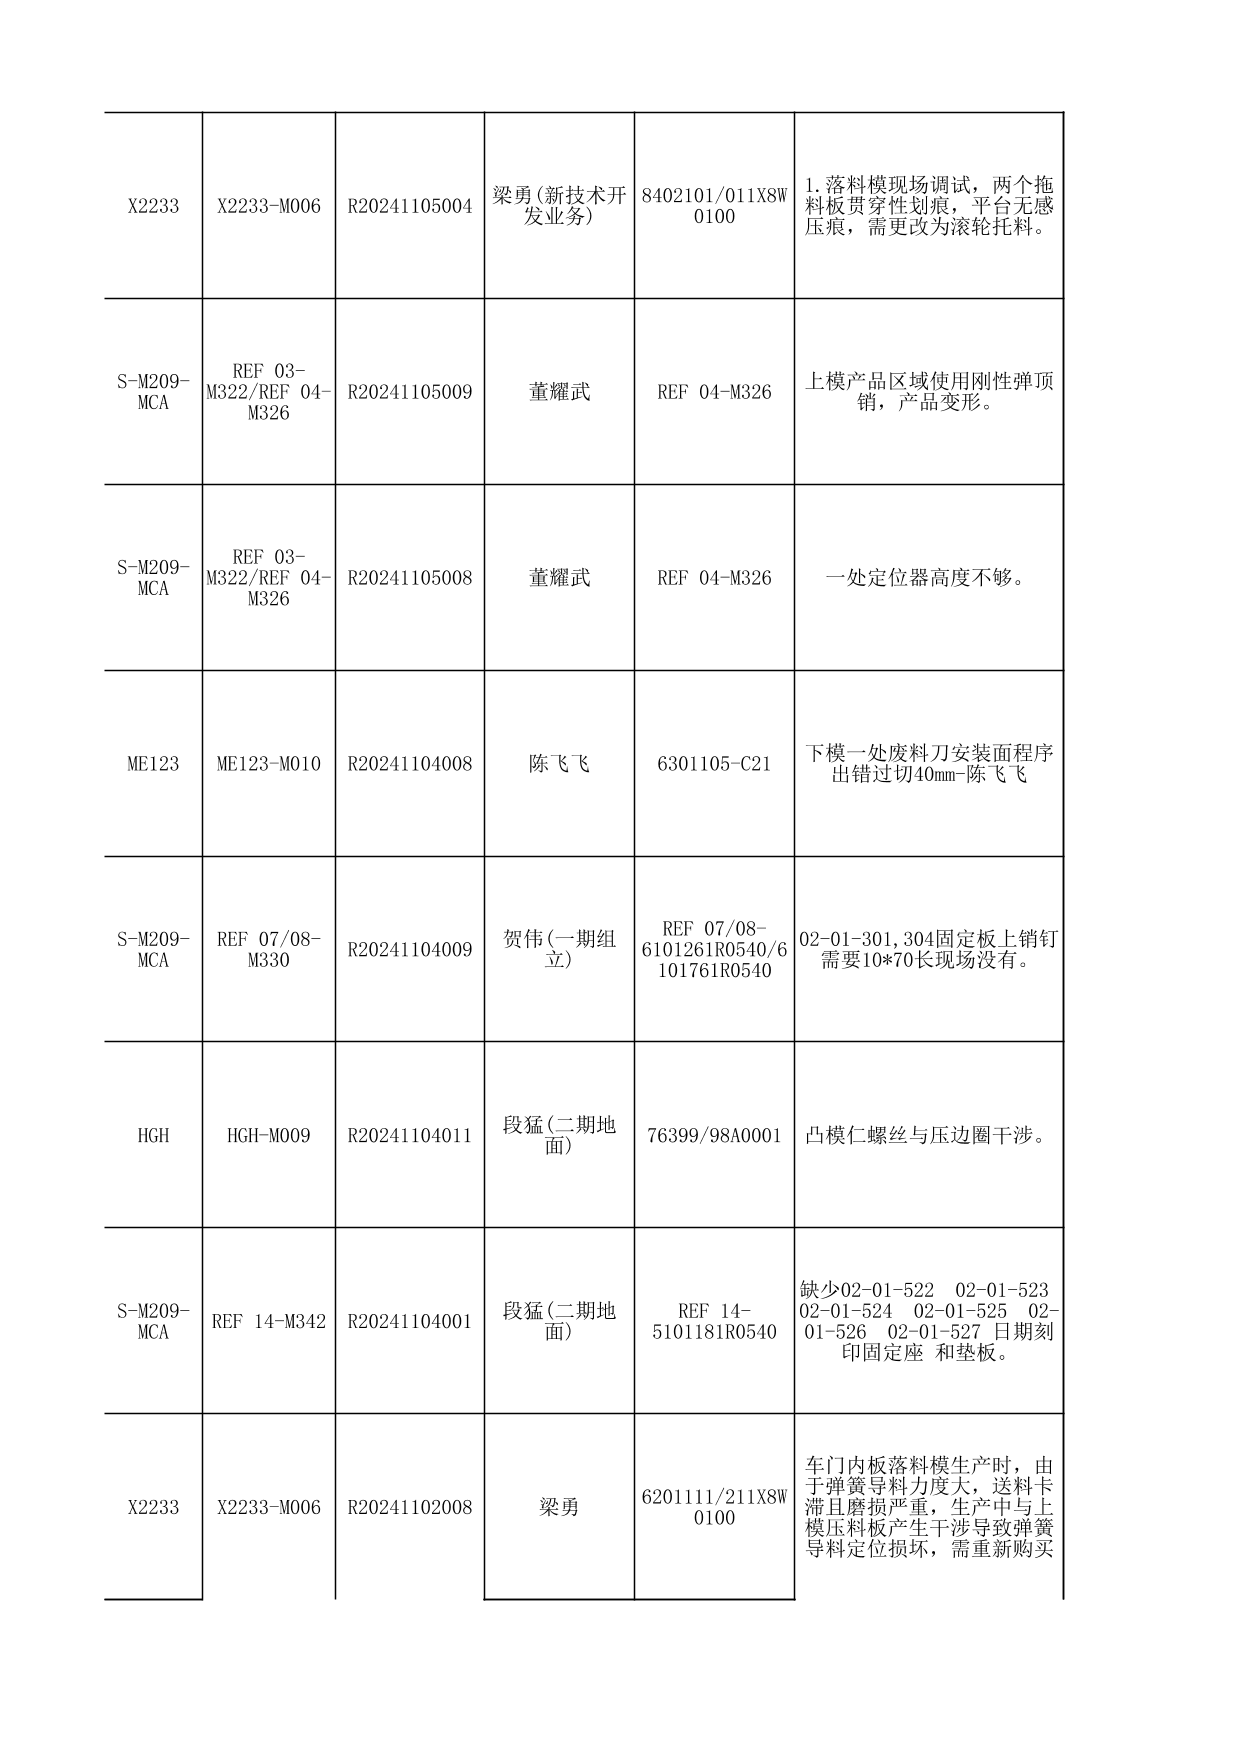 X2233
X2233-M006
R20241105004
梁勇(新技术开
发业务)
8402101/011X8W
0100
1.落料模现场调试，两个拖
料板贯穿性划痕，平台无感
压痕，需更改为滚轮托料。
S-M209-
MCA
REF 03-
M322/REF 04-
M326
R20241105009
董耀武
REF 04-M326
上模产品区域使用刚性弹顶
销，产品变形。
S-M209-
MCA
REF 03-
M322/REF 04-
M326
R20241105008
董耀武
REF 04-M326
一处定位器高度不够。
ME123
ME123-M010
R20241104008
陈飞飞
6301105-C21
下模一处废料刀安装面程序
出错过切40mm-陈飞飞
S-M209-
MCA
REF 07/08-
M330
R20241104009
贺伟(一期组
立)
REF 07/08-
6101261R0540/6
101761R0540
02-01-301,304固定板上销钉
需要10*70长现场没有。
HGH
HGH-M009
R20241104011
段猛(二期地
面)
76399/98A0001
凸模仁螺丝与压边圈干涉。
S-M209-
MCA
REF 14-M342
R20241104001
段猛(二期地
面)
REF 14-
5101181R0540
缺少02-01-522  02-01-523
02-01-524  02-01-525  02-
01-526  02-01-527 日期刻
印固定座 和垫板。
X2233
X2233-M006
R20241102008
梁勇
6201111/211X8W
0100
车门内板落料模生产时，由
于弹簧导料力度大，送料卡
滞且磨损严重，生产中与上
模压料板产生干涉导致弹簧
导料定位损坏，需重新购买